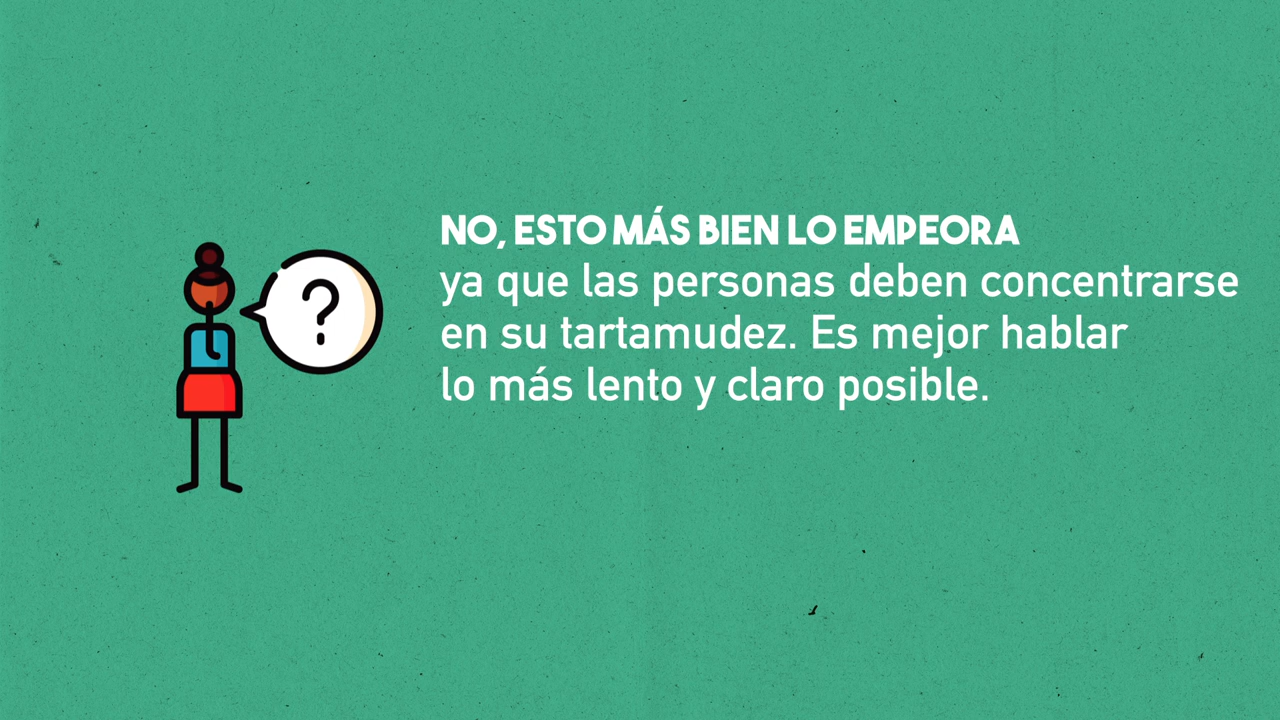 NO, ESTO MÁS BIEN LO EMPEORA
ya que las personas deben concentrarse
en su tartamudez. Es mejor hablar
lo más lento y claro posible.
?